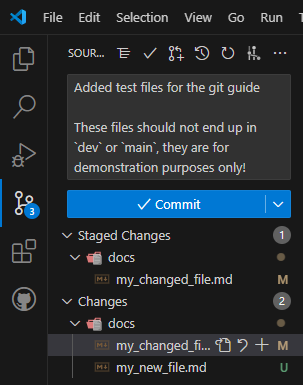 File Edit Selection View Go Run
SOUR...
Added test files for the git guide
These files should not end up in
`dev` or `main`, they are for
demonstration purposes only!
Commit
3
Staged Changes 1
docs
my_changed_file.md M
Changes 2
docs
my_changed_fi... M
my_new_file.md U